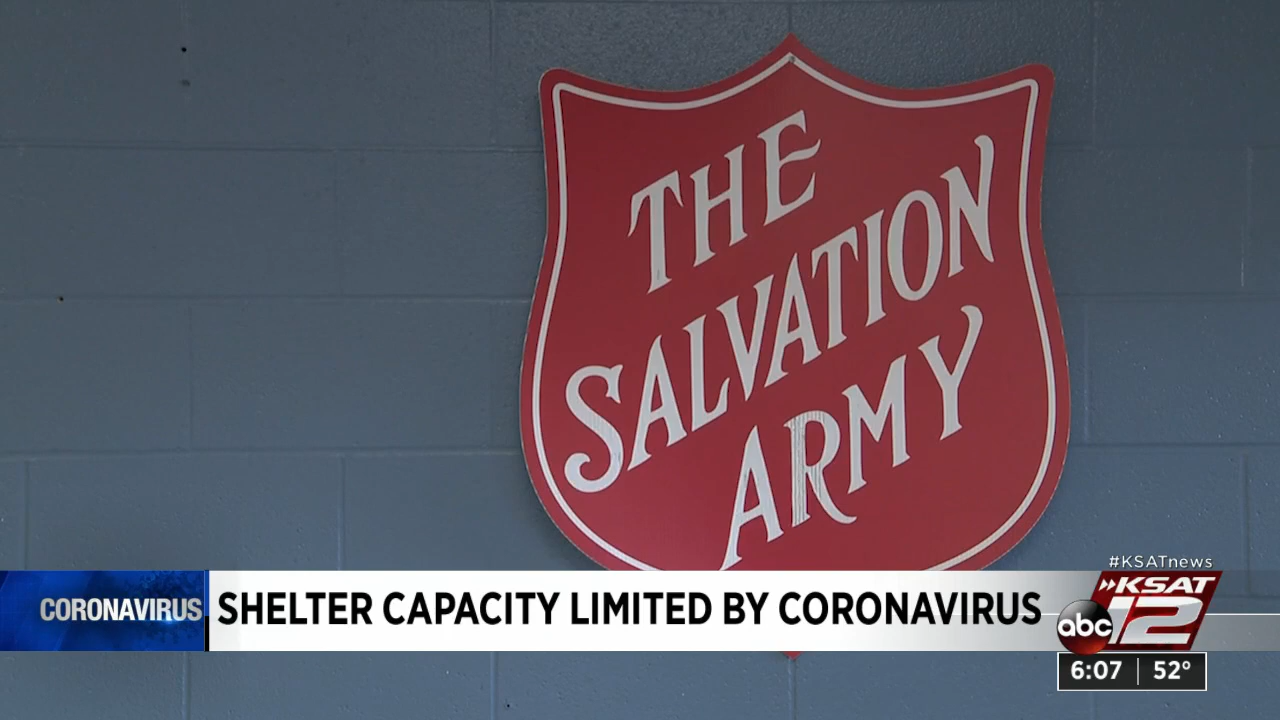 THE
SALVATION
ARMY
#KSATnews
CORONAVIRUS
SHELTER CAPACITY LIMITED BY CORONAVIRUS
KSAT
abc 12
6:07 52°